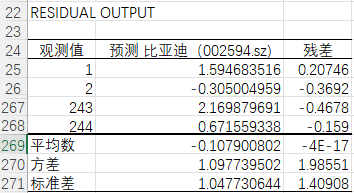 22 RESIDUAL OUTPUT
23
24 观测值 预测 比亚迪 (002594.sz) 残差
25 1 1.594683516 0.20746
26 2 -0.305004959 -0.3692
267 243 2.169879691 -0.4678
268 244 0.671559338 -0.159
269 平均数 -0.107900802 -4E-17
270 方差 1.097739502 1.98551
271 标准差 1.047730644 1.40908